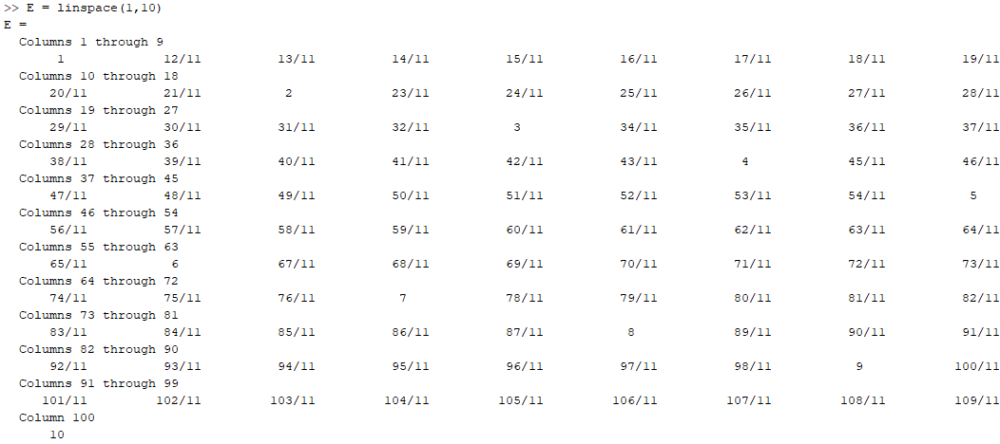 >> E = linspace(1,10)
E =
Columns 1 through 9
1 12/11 13/11 14/11 15/11 16/11 17/11 18/11 19/11
Columns 10 through 18
20/11 21/11 2 23/11 24/11 25/11 26/11 27/11 28/11
Columns 19 through 27
29/11 30/11 31/11 32/11 3 34/11 35/11 36/11 37/11
Columns 28 through 36
38/11 39/11 40/11 41/11 42/11 43/11 4 45/11 46/11
Columns 37 through 45
47/11 48/11 49/11 50/11 51/11 52/11 53/11 54/11 5
Columns 46 through 54
56/11 57/11 58/11 59/11 60/11 61/11 62/11 63/11 64/11
Columns 55 through 63
65/11 6 67/11 68/11 69/11 70/11 71/11 72/11 73/11
Columns 64 through 72
74/11 75/11 76/11 7 78/11 79/11 80/11 81/11 82/11
Columns 73 through 81
83/11 84/11 85/11 86/11 87/11 8 89/11 90/11 91/11
Columns 82 through 90
92/11 93/11 94/11 95/11 96/11 97/11 98/11 9 100/11
Columns 91 through 99
101/11 102/11 103/11 104/11 105/11 106/11 107/11 108/11 109/11
Column 100
10